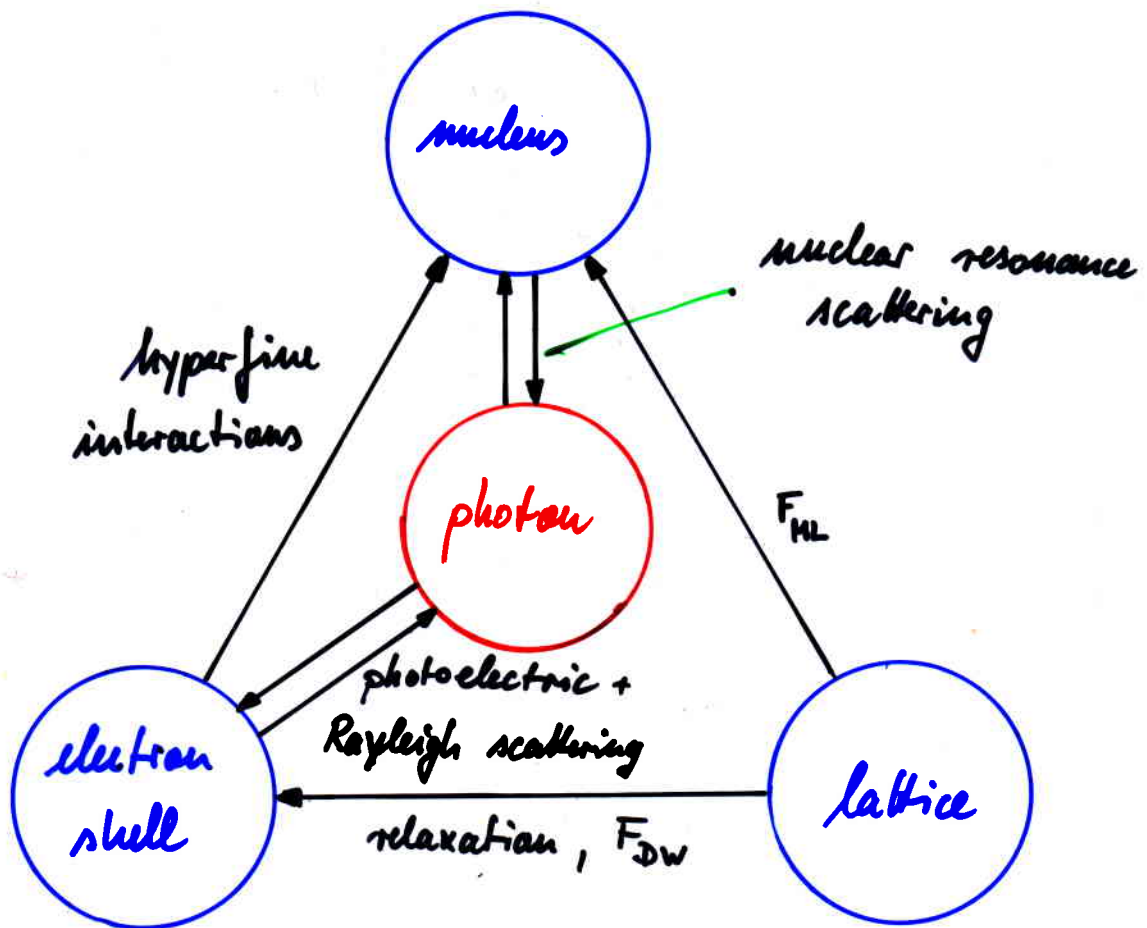 nucleus
nuclear resonance
scattering
hyperfine
interactions
photon
F_ML
photoelectric +
Rayleigh scattering
electron
shell
lattice
relaxation, F_DW